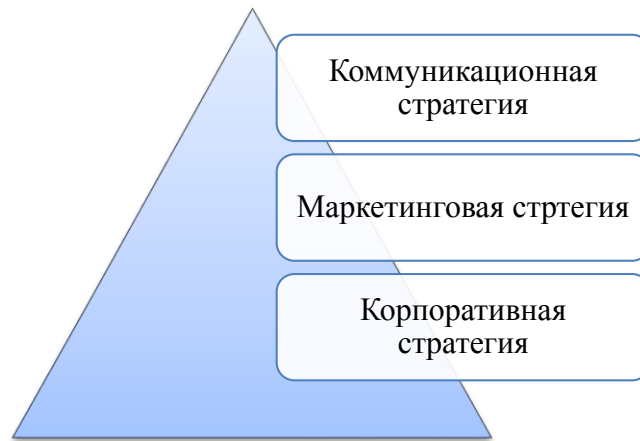 Коммуникационная
стратегия
Маркетинговая стртегия
Корпоративная
стратегия